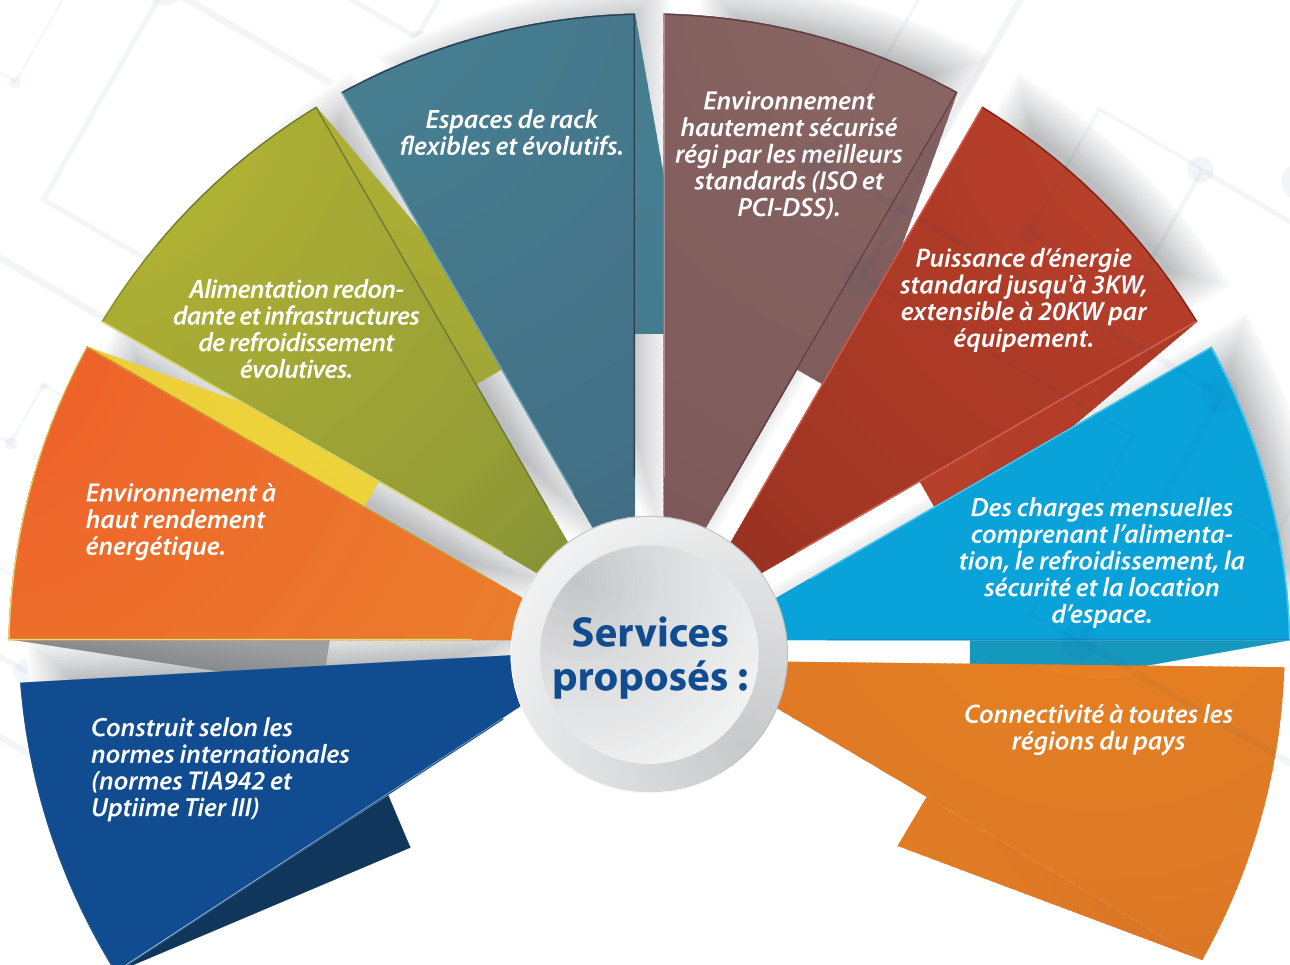 Services
proposés :
Construit selon les
normes internationales
(normes TIA942 et
Uptiime Tier III)
Environnement à
haut rendement
énergétique.
Alimentation redon-
dante et infrastructures
de refroidissement
évolutives.
Espaces de rack
flexibles et évolutifs.
Environnement
hautement sécurisé
régi par les meilleurs
standards (ISO et
PCI-DSS).
Puissance d’énergie
standard jusqu'à 3KW,
extensible à 20KW par
équipement.
Des charges mensuelles
comprenant l’alimenta-
tion, le refroidissement, la
sécurité et la location
d’espace.
Connectivité à toutes les
régions du pays